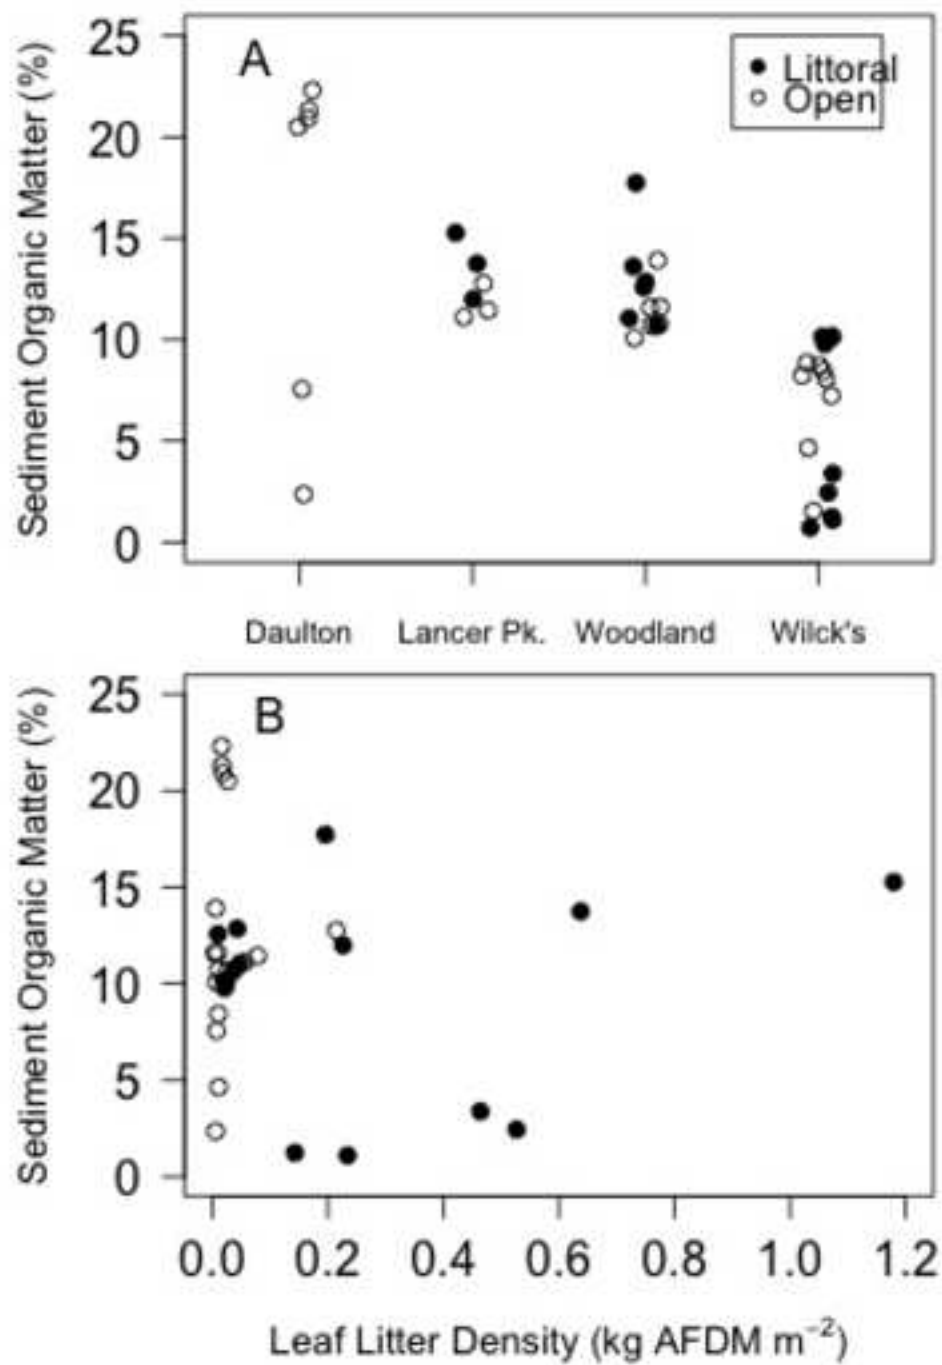 A
Littoral
Open
Sediment Organic Matter (%)
25
20
15
10
5
0
Daulton Lancer Pk. Woodland Wilck's
B
Sediment Organic Matter (%)
25
20
15
10
5
0
0.0 0.2 0.4 0.6 0.8 1.0 1.2
Leaf Litter Density (kg AFDM m⁻²)